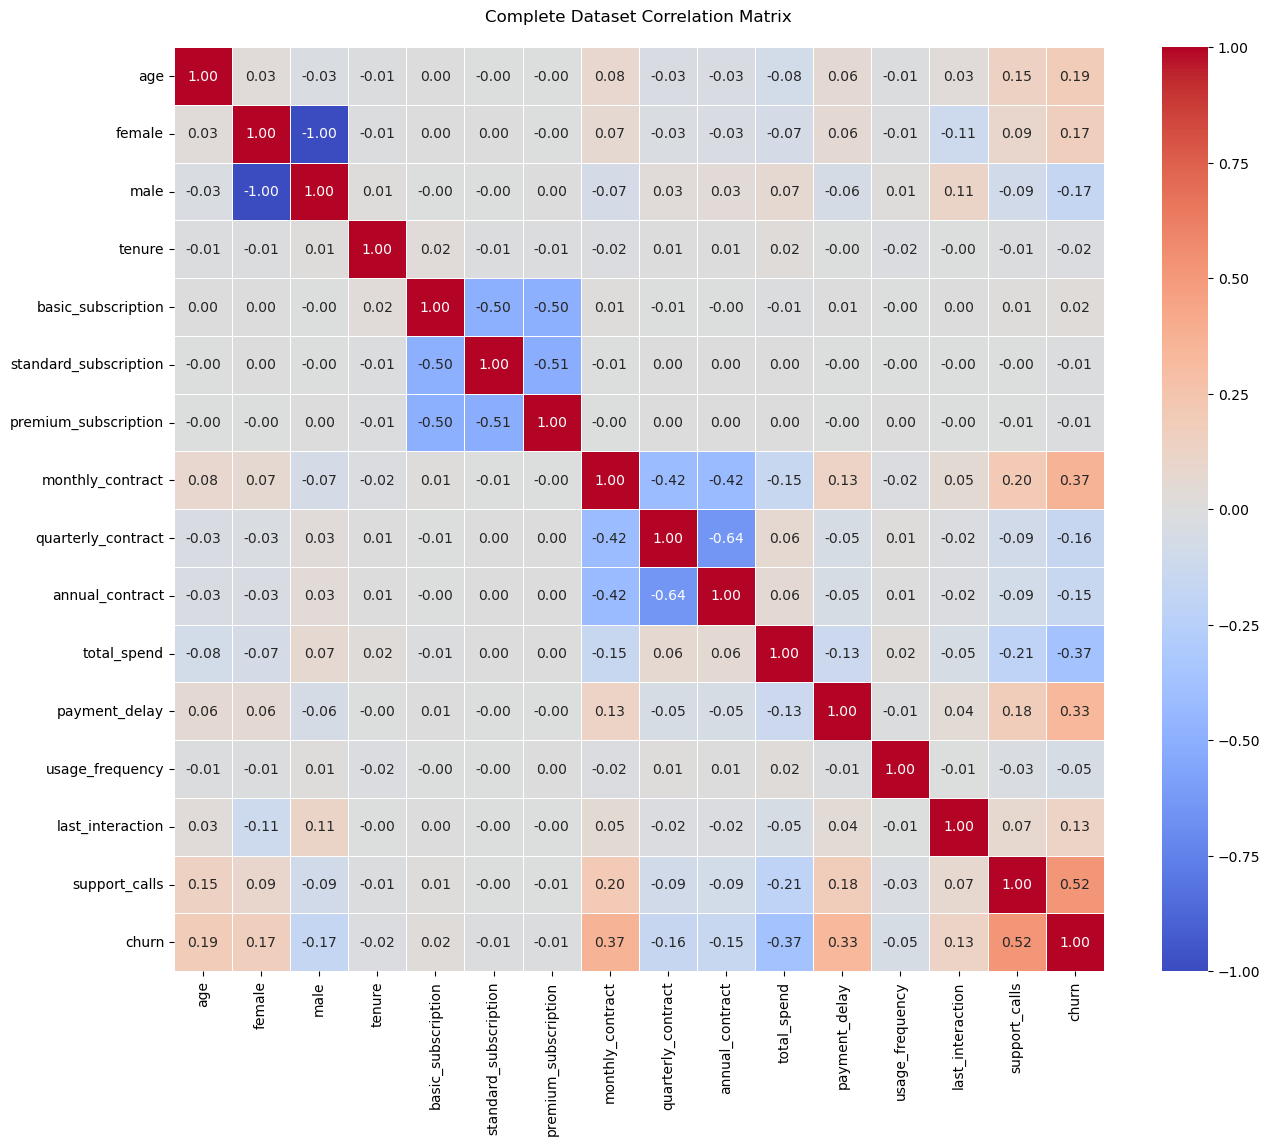 Complete Dataset Correlation Matrix
age 1.00 0.03 -0.03 -0.01 0.00 -0.00 -0.00 0.08 -0.03 -0.03 -0.08 0.06 -0.01 0.03 0.15 0.19
female 0.03 1.00 -1.00 -0.01 0.00 0.00 -0.00 0.07 -0.03 -0.03 -0.07 0.06 -0.01 -0.11 0.09 0.17
male -0.03 -1.00 1.00 0.01 -0.00 -0.00 0.00 -0.07 0.03 0.03 0.07 -0.06 0.01 0.11 -0.09 -0.17
tenure -0.01 -0.01 0.01 1.00 0.02 -0.01 -0.01 -0.02 0.01 0.01 0.02 -0.00 -0.02 -0.00 -0.01 -0.02
basic_subscription 0.00 0.00 -0.00 0.02 1.00 -0.50 -0.50 0.01 -0.01 -0.00 -0.01 0.01 -0.00 0.00 0.01 0.02
standard_subscription -0.00 0.00 -0.00 -0.01 -0.50 1.00 -0.51 -0.01 0.00 0.00 0.00 -0.00 -0.00 -0.00 -0.00 -0.01
premium_subscription -0.00 -0.00 0.00 -0.01 -0.50 -0.51 1.00 -0.00 0.00 0.00 0.00 -0.00 0.00 -0.00 -0.01 -0.01
monthly_contract 0.08 0.07 -0.07 -0.02 0.01 -0.01 -0.00 1.00 -0.42 -0.42 -0.15 0.13 -0.02 0.05 0.20 0.37
quarterly_contract -0.03 -0.03 0.03 0.01 -0.01 0.00 0.00 -0.42 1.00 -0.64 0.06 -0.05 0.01 -0.02 -0.09 -0.16
annual_contract -0.03 -0.03 0.03 0.01 -0.00 0.00 0.00 -0.42 -0.64 1.00 0.06 -0.05 0.01 -0.02 -0.09 -0.15
total_spend -0.08 -0.07 0.07 0.02 -0.01 0.00 0.00 -0.15 0.06 0.06 1.00 -0.13 0.02 -0.05 -0.21 -0.37
payment_delay 0.06 0.06 -0.06 -0.00 0.01 -0.00 -0.00 0.13 -0.05 -0.05 -0.13 1.00 -0.01 0.04 0.18 0.33
usage_frequency -0.01 -0.01 0.01 -0.02 -0.00 -0.00 0.00 -0.02 0.01 0.01 0.02 -0.01 1.00 -0.01 -0.03 -0.05
last_interaction 0.03 -0.11 0.11 -0.00 0.00 -0.00 -0.00 0.05 -0.02 -0.02 -0.05 0.04 -0.01 1.00 0.07 0.13
support_calls 0.15 0.09 -0.09 -0.01 0.01 -0.00 -0.01 0.20 -0.09 -0.09 -0.21 0.18 -0.03 0.07 1.00 0.52
churn 0.19 0.17 -0.17 -0.02 0.02 -0.01 -0.01 0.37 -0.16 -0.15 -0.37 0.33 -0.05 0.13 0.52 1.00
age
female
male
tenure
basic_subscription
standard_subscription
premium_subscription
monthly_contract
quarterly_contract
annual_contract
total_spend
payment_delay
usage_frequency
last_interaction
support_calls
churn
1.00
0.75
0.50
0.25
0.00
−0.25
−0.50
−0.75
−1.00